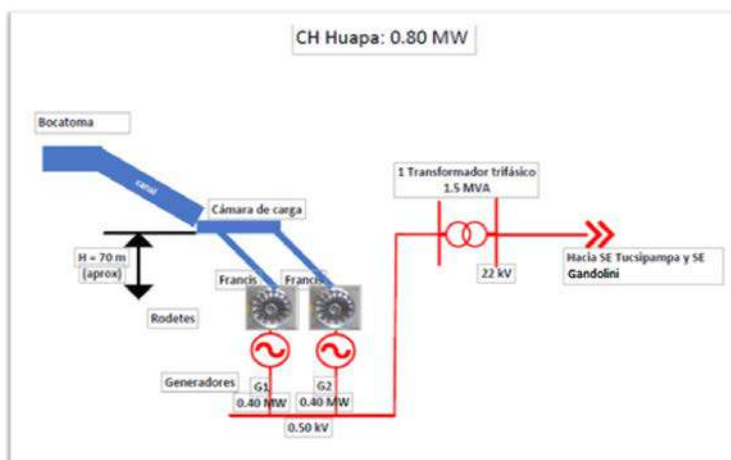 CH Huapa: 0.80 MW
Bocatoma
canal
Cámara de carga
H = 70 m
(aprox)
Francis
Francis
Rodetes
Generadores
G1
0.40 MW
G2
0.40 MW
0.50 kV
1 Transformador trifásico
1.5 MVA
22 kV
Hacia SE Tucsipampa y SE
Gandolini